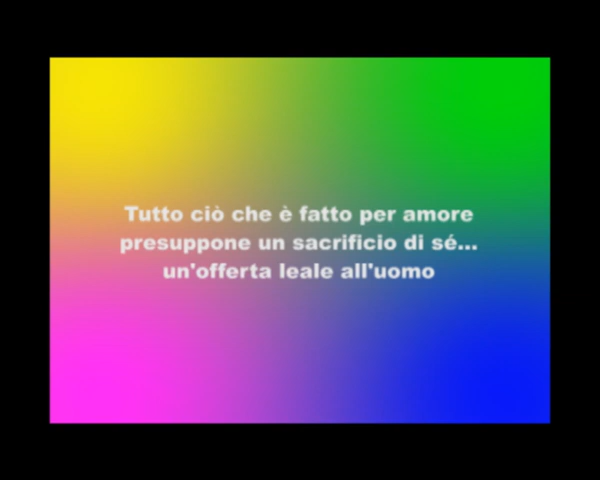 Tutto ciò che è fatto per amore
presuppone un sacrificio di sé...
un'offerta leale all'uomo